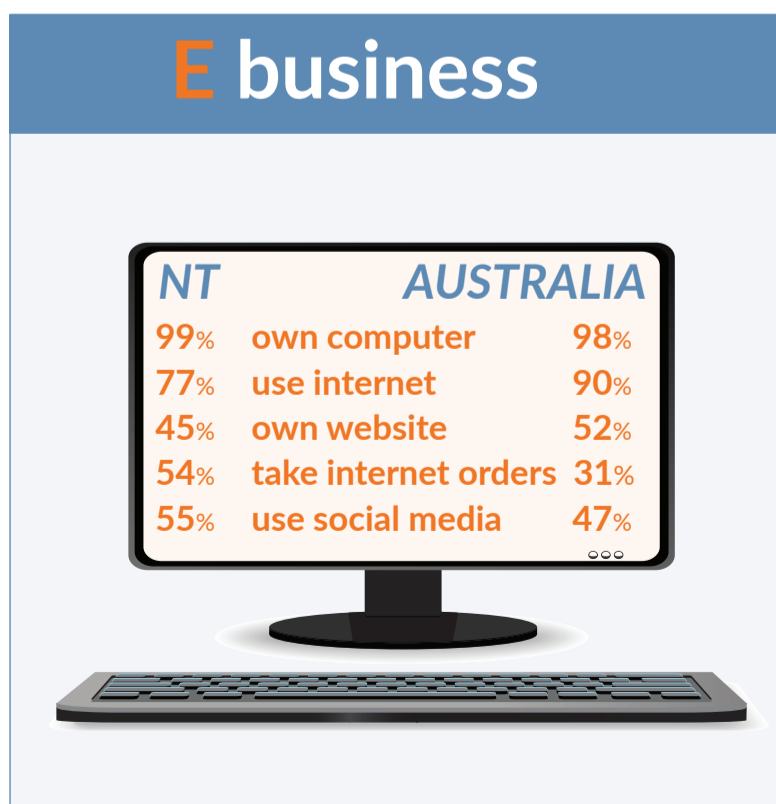 E business
NT AUSTRALIA
99% own computer 98%
77% use internet 90%
45% own website 52%
54% take internet orders 31%
55% use social media 47%